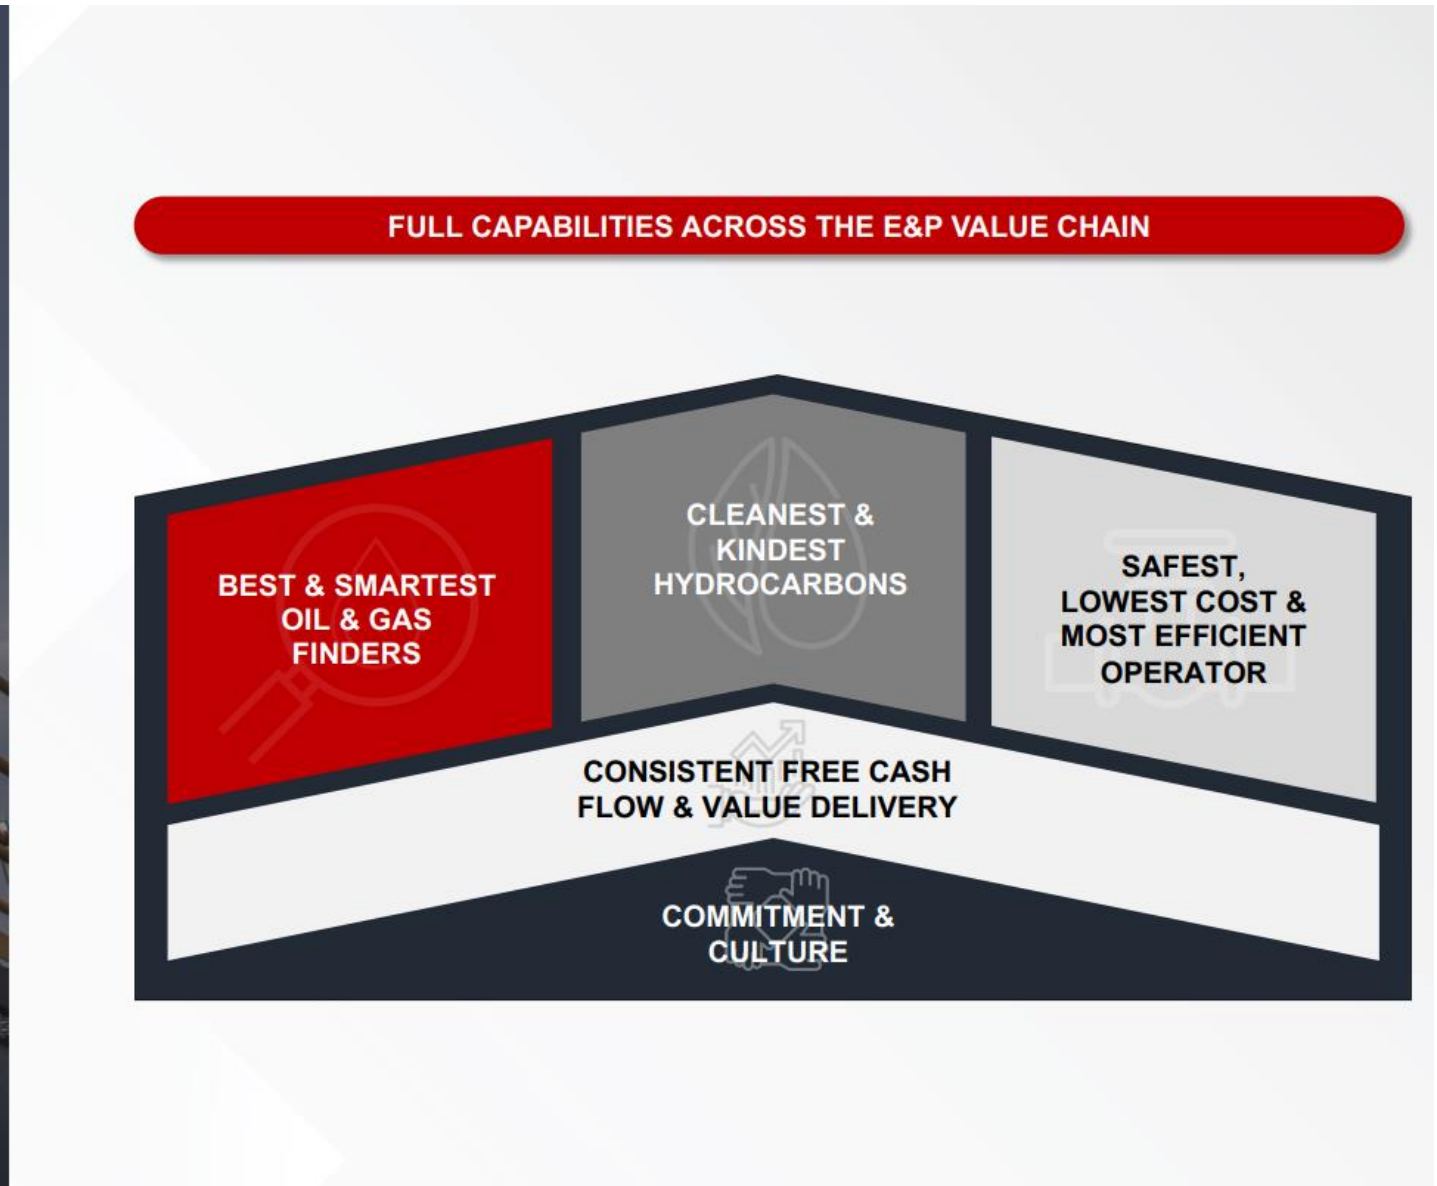 FULL CAPABILITIES ACROSS THE E&P VALUE CHAIN
BEST & SMARTEST
OIL & GAS
FINDERS
CLEANEST &
KINDEST
HYDROCARBONS
SAFEST,
LOWEST COST &
MOST EFFICIENT
OPERATOR
CONSISTENT FREE CASH
FLOW & VALUE DELIVERY
COMMITMENT &
CULTURE